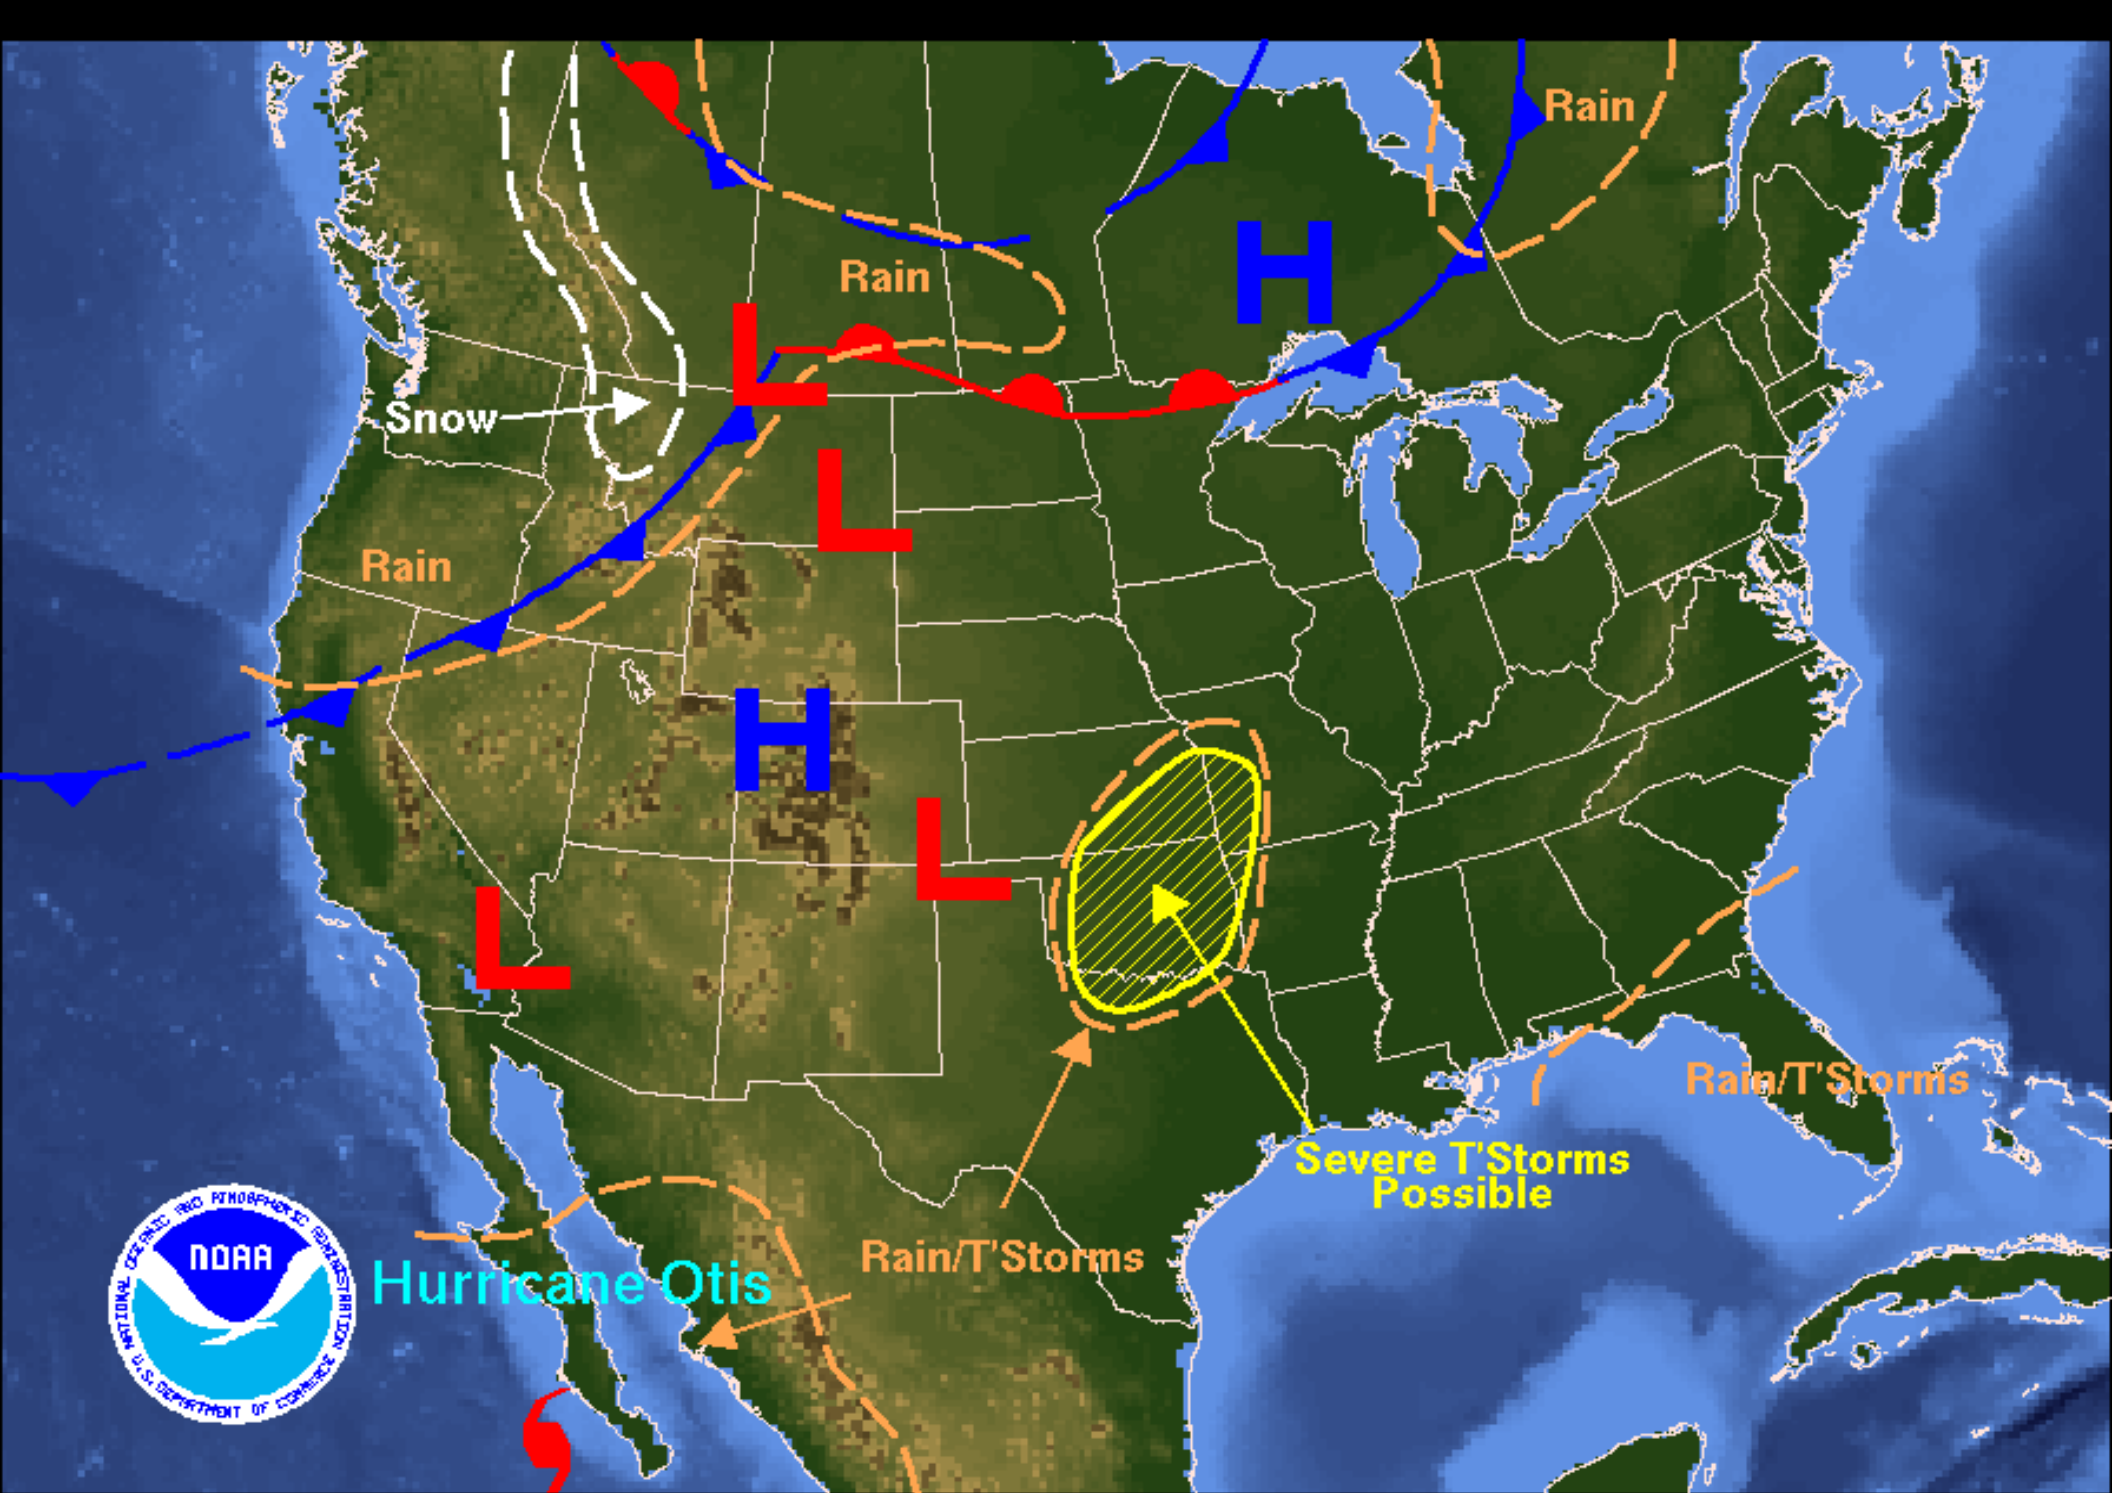 Rain
H
Rain
L
Snow
L
Rain
H
L
L
Rain/T'Storms
Severe T'Storms
Possible
Rain/T'Storms
Hurricane Otis
NOAA
NATIONAL OCEANIC AND ATMOSPHERIC ADMINISTRATION
U.S. DEPARTMENT OF COMMERCE